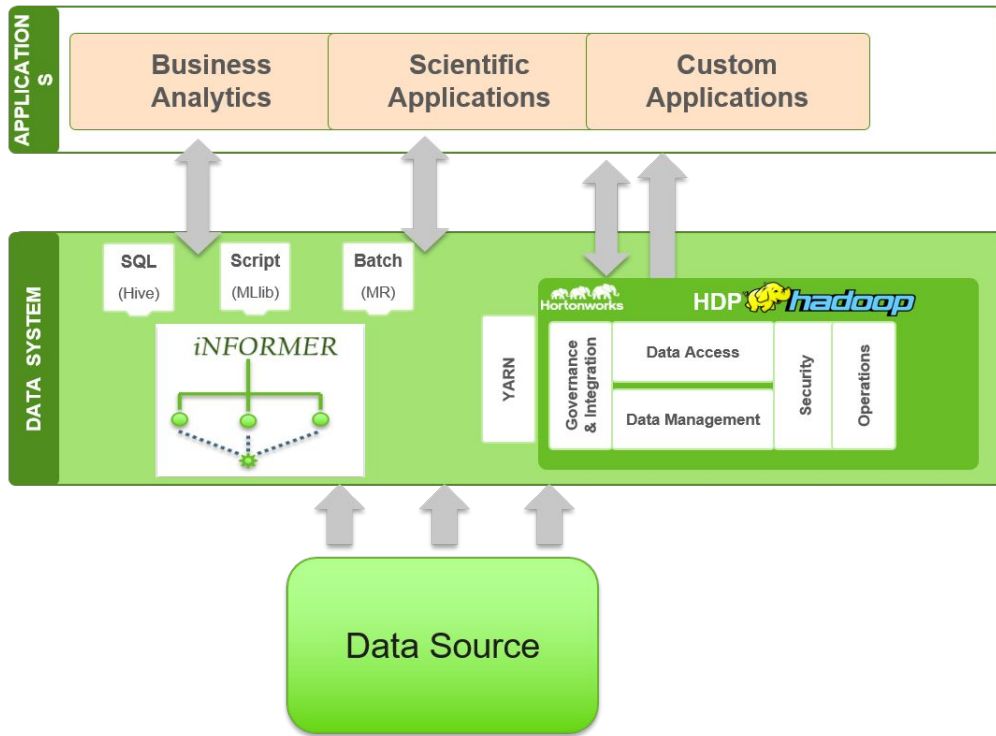 APPLICATION
S
Business
Analytics
Scientific
Applications
Custom
Applications
DATA SYSTEM
SQL
(Hive)
Script
(MLlib)
Batch
(MR)
iNFORMER
YARN
Hortonworks
HDP
hadoop
Governance
& Integration
Data Access
Data Management
Security
Operations
Data Source